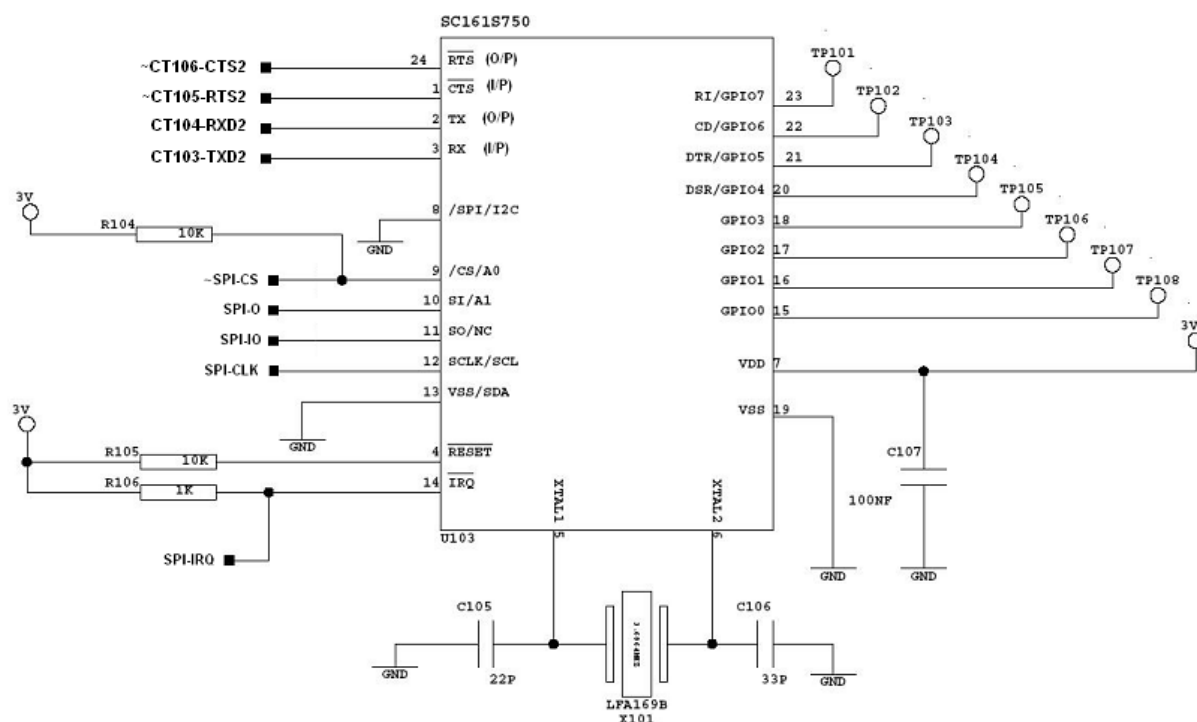 SC161S750
~CT106-CTS2 24 RTS (O/P)
~CT105-RTS2 1 CTS (I/P)
CT104-RXD2 2 TX (O/P)
CT103-TXD2 3 RX (I/P)
TP101
RI/GPIO7 23
TP102
CD/GPIO6 22
TP103
DTR/GPIO5 21
TP104
DSR/GPIO4 20
TP105
GPIO3 18
TP106
GPIO2 17
TP107
GPIO1 16
TP108
GPIO0 15
3V
R104 10K
8 /SPI/I2C
GND
~SPI-CS 9 /CS/A0
SPI-O 10 SI/A1
SPI-IO 11 SO/NC
SPI-CLK 12 SCLK/SCL
13 VSS/SDA
GND
3V
VDD 7
VSS 19
3V
R105 10K 4 RESET
R106 1K 14 IRQ
SPI-IRQ
C107
100NF
GND
GND
XTAL1
5
XTAL2
6
U103
C105
22P
GND
C106
33P
GND
LFA169B
X101